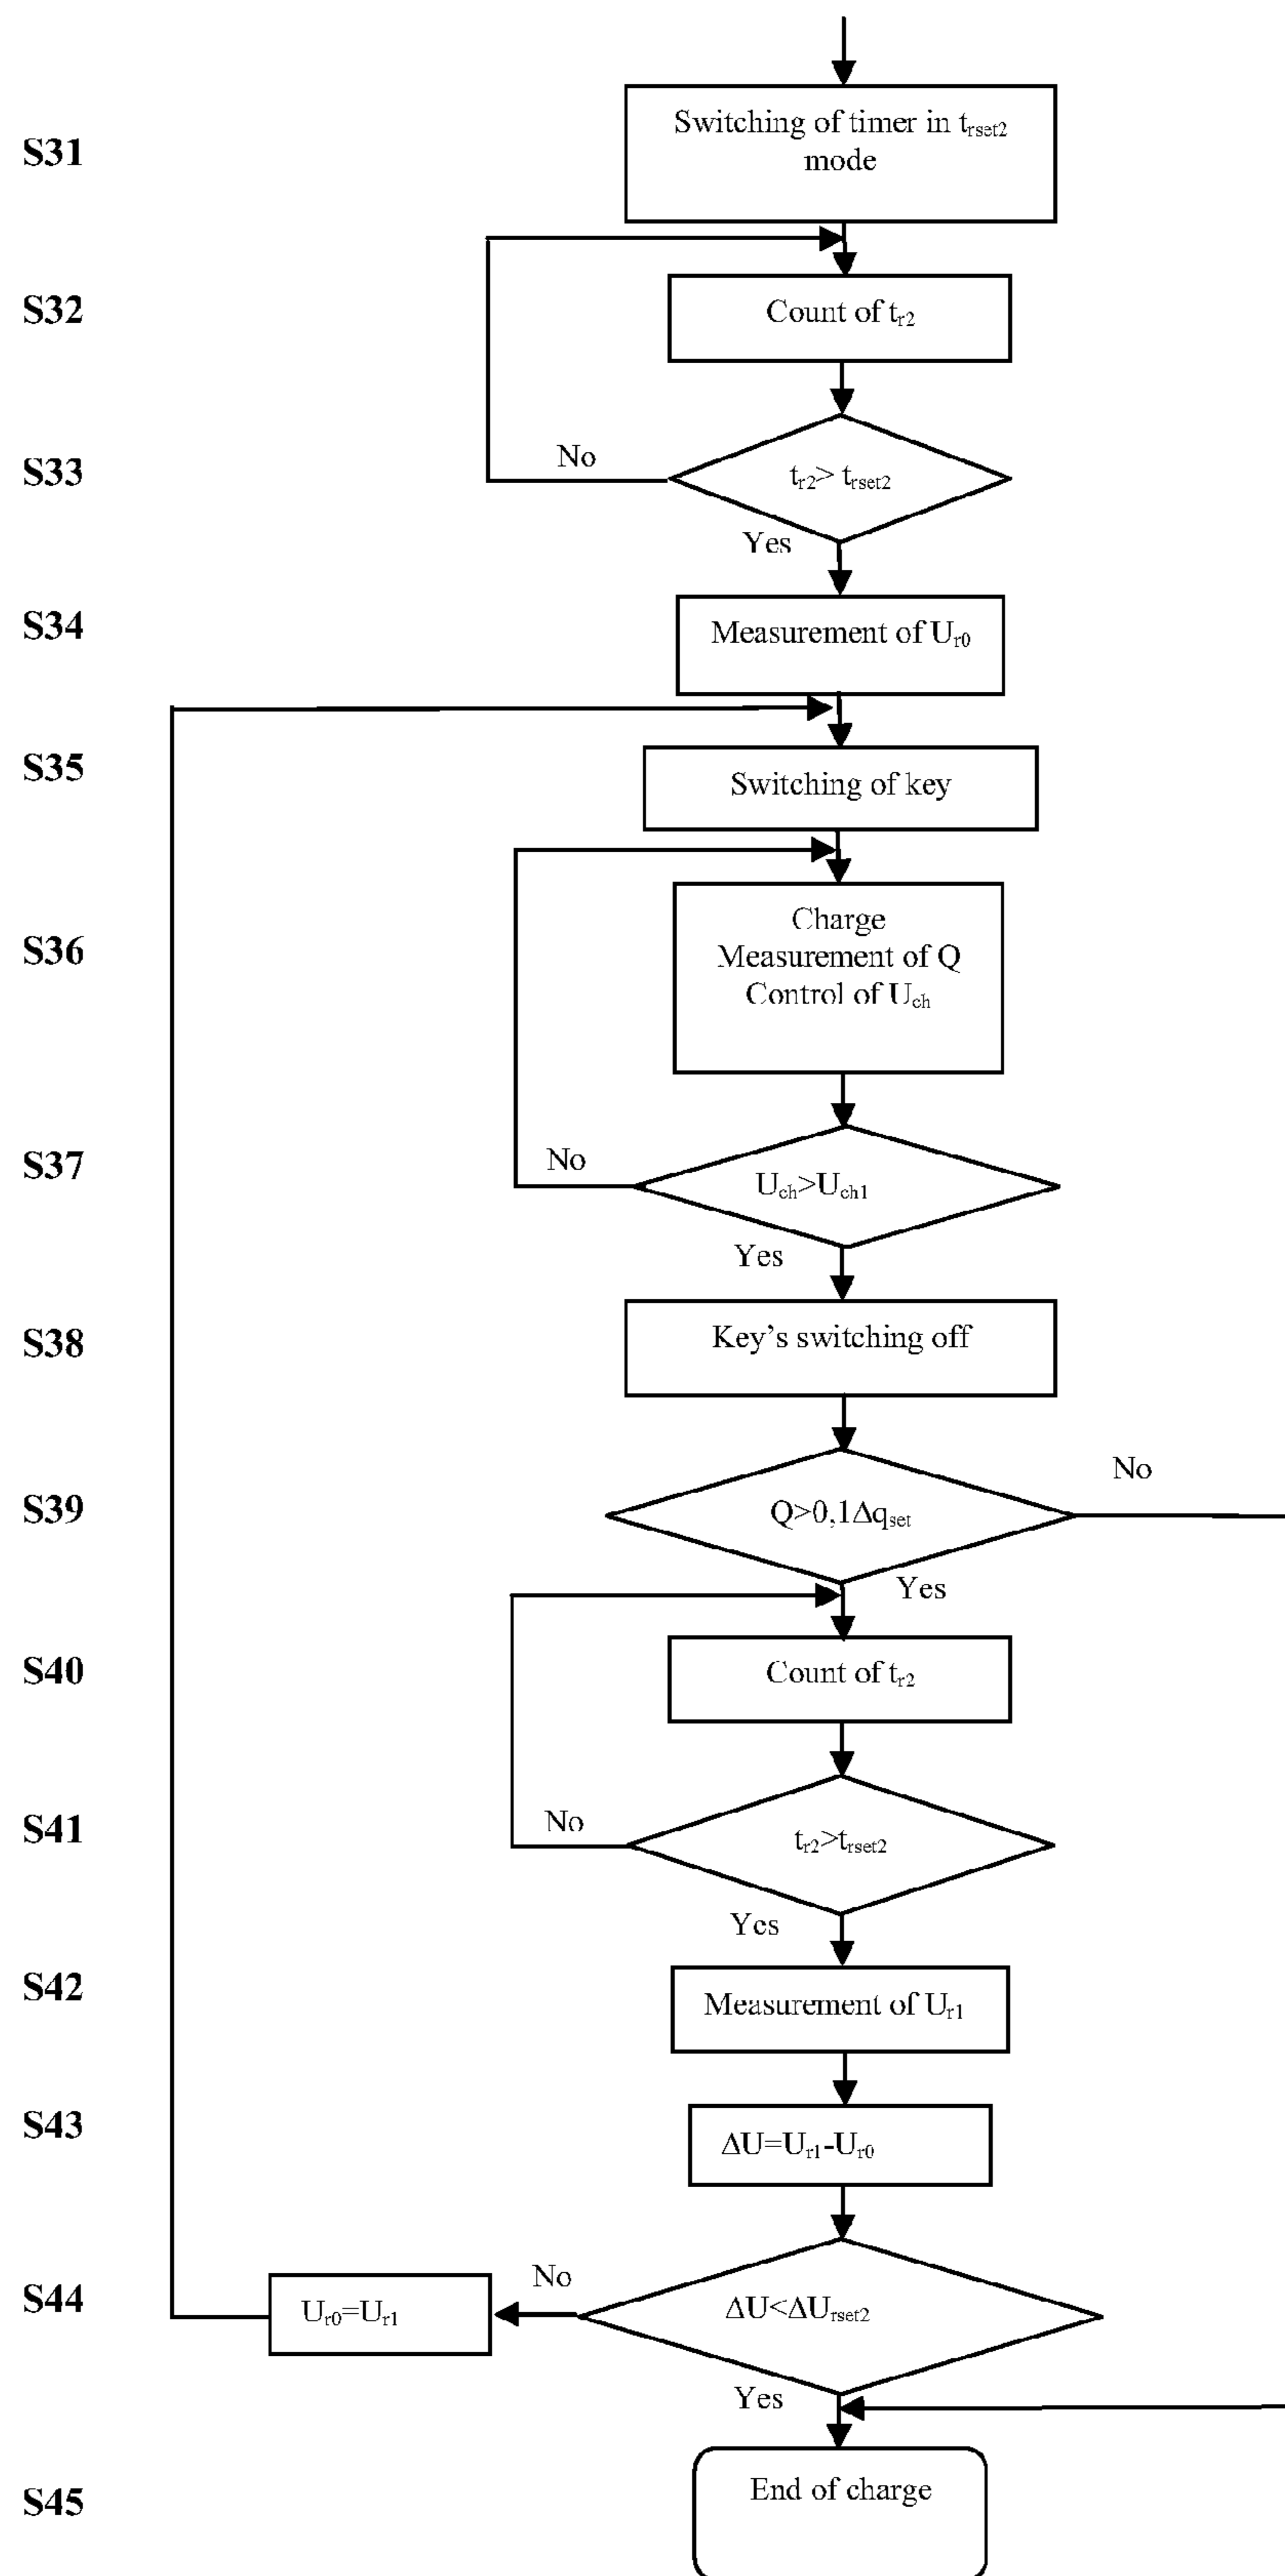 S31
Switching of timer in trset2
mode
S32
Count of tr2
S33
No
tr2> trset2
Yes
S34
Measurement of Ur0
S35
Switching of key
S36
Charge
Measurement of Q
Control of Uch
S37
No
Uch>Uch1
Yes
S38
Key's switching off
S39
Q>0,1Δqset
No
Yes
S40
Count of tr2
S41
No
tr2>trset2
Yes
S42
Measurement of Ur1
S43
ΔU=Ur1-Ur0
S44
Ur0=Ur1
No
ΔU<ΔUrset2
Yes
S45
End of charge